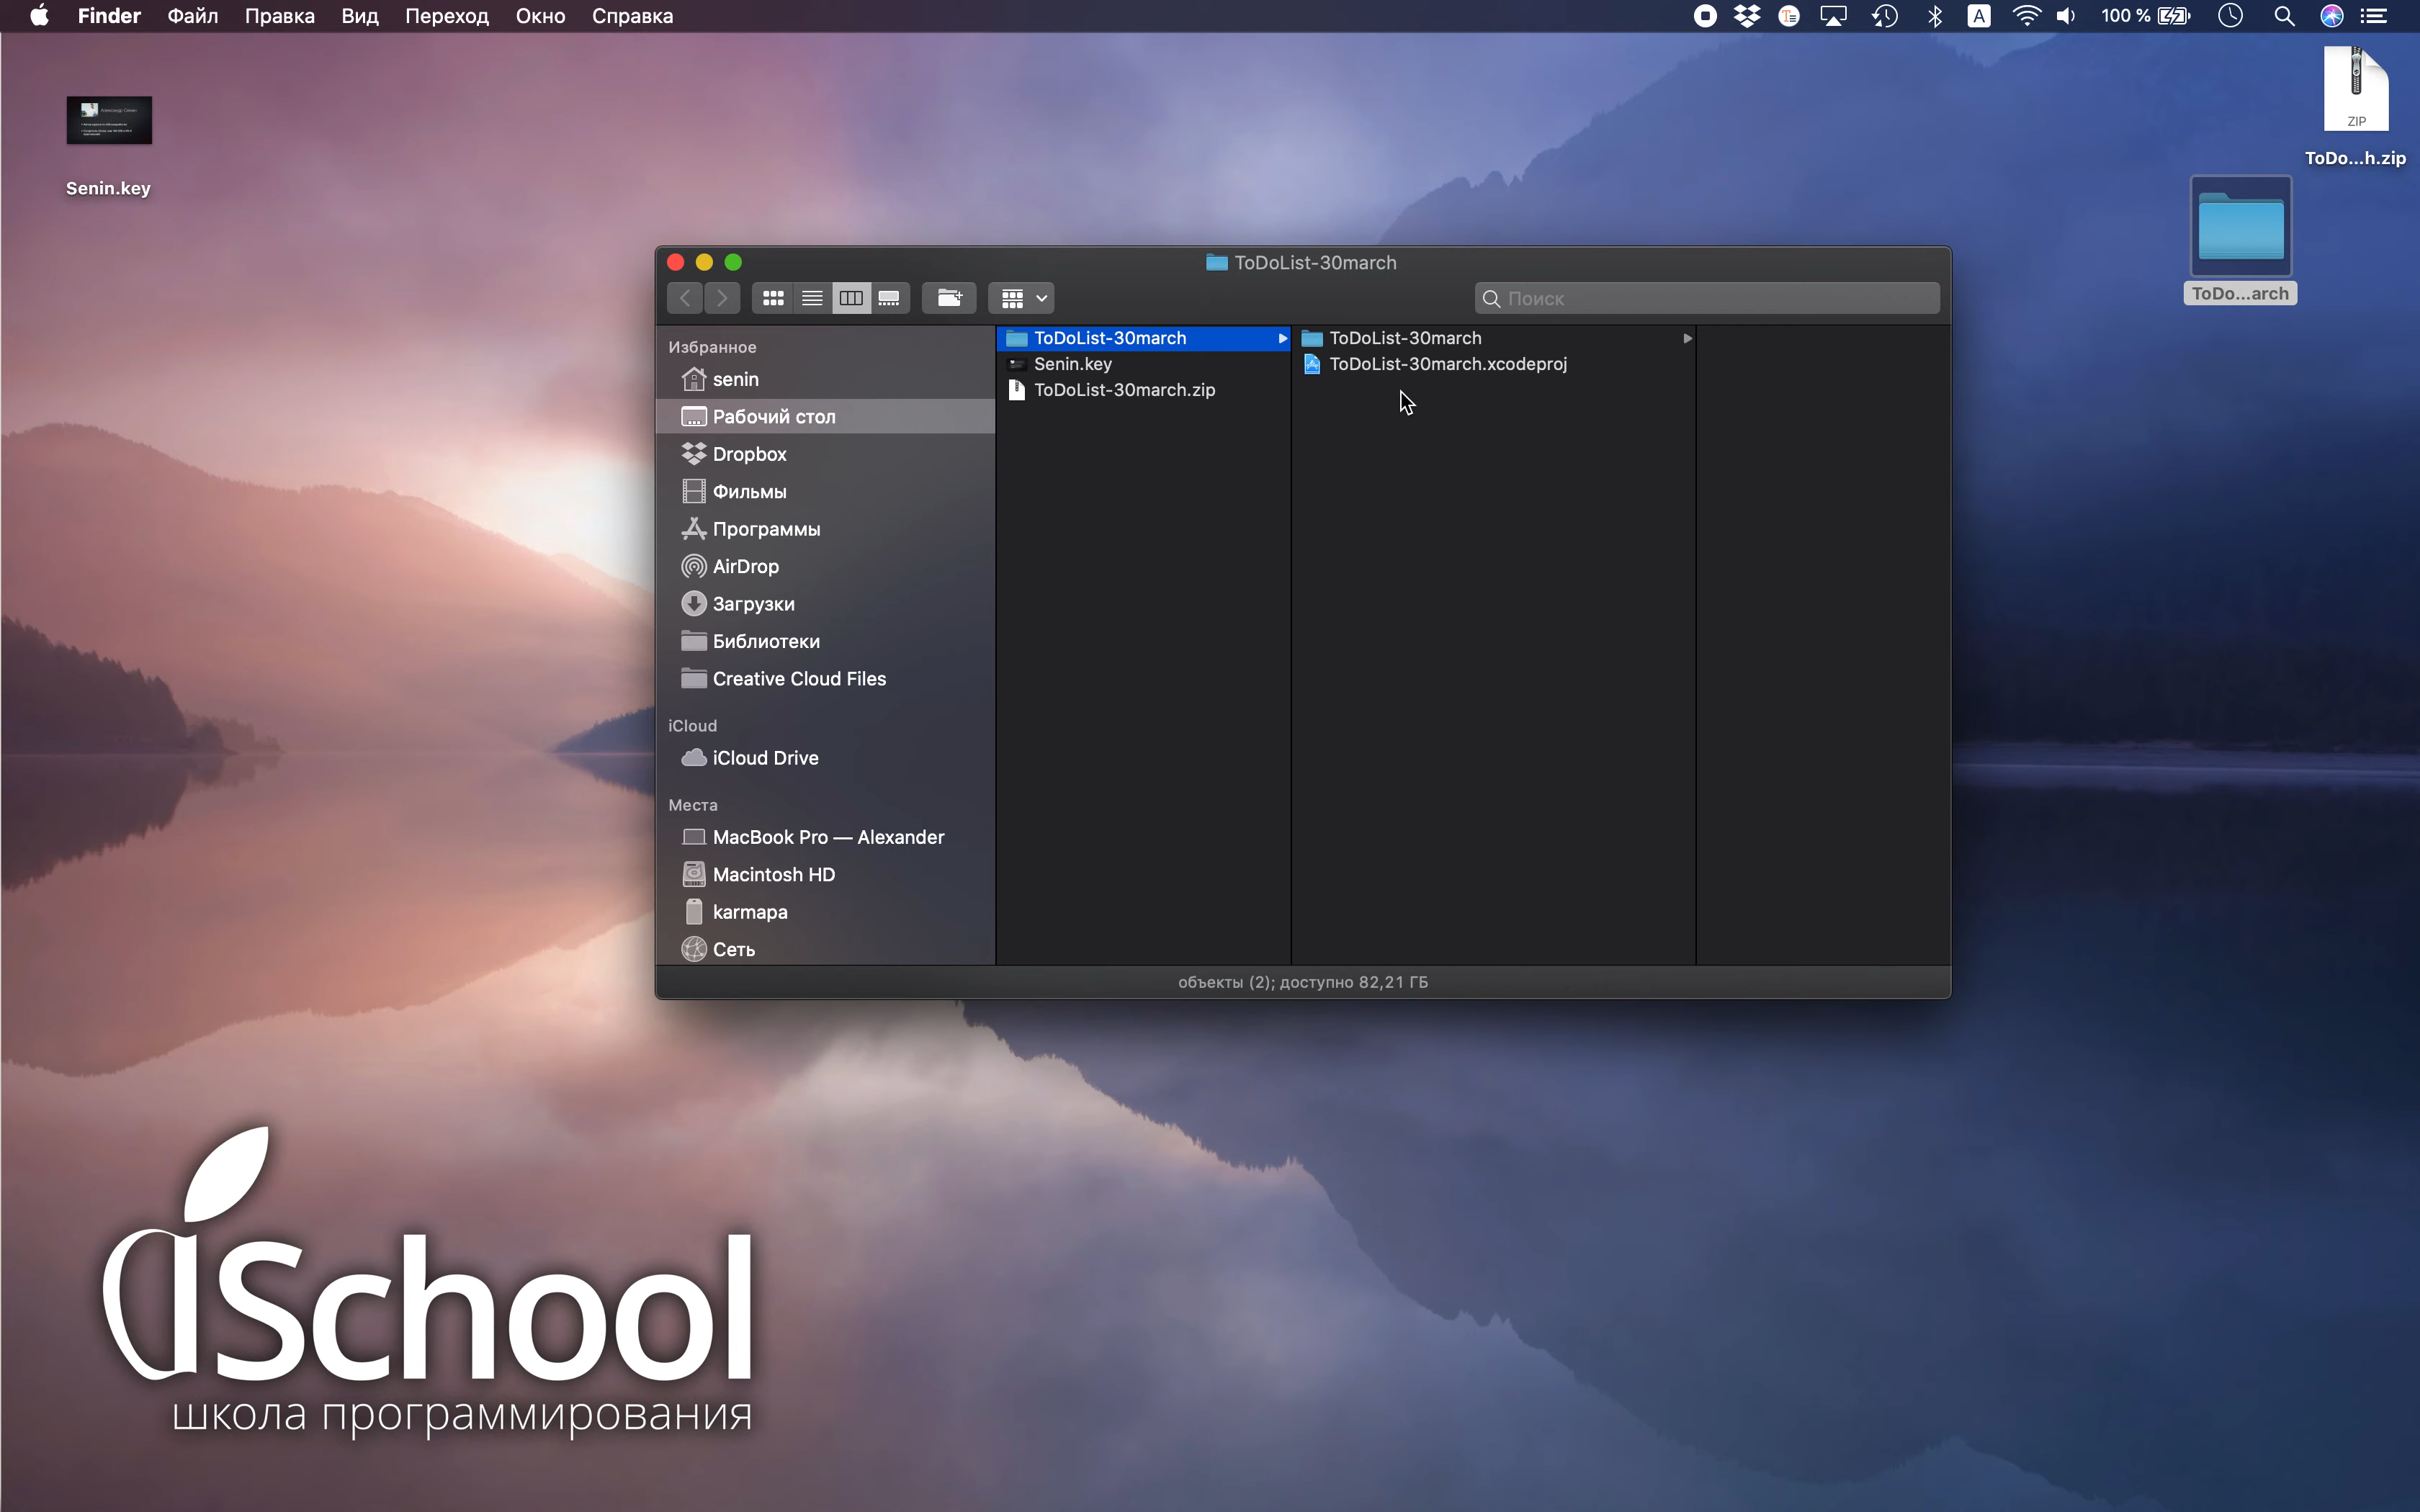 Finder Файл Правка Вид Переход Окно Справка
A
100 %
Senin.key
ZIP
ToDo...h.zip
ToDo...arch
ToDoList-30march
Поиск
Избранное
senin
Рабочий стол
Dropbox
Фильмы
Программы
AirDrop
Загрузки
Библиотеки
Creative Cloud Files
iCloud
iCloud Drive
Места
MacBook Pro — Alexander
Macintosh HD
karmapa
Сеть
ToDoList-30march
Senin.key
ToDoList-30march.zip
ToDoList-30march
ToDoList-30march.xcodeproj
объекты (2); доступно 82,21 ГБ
iSchool
школа программирования